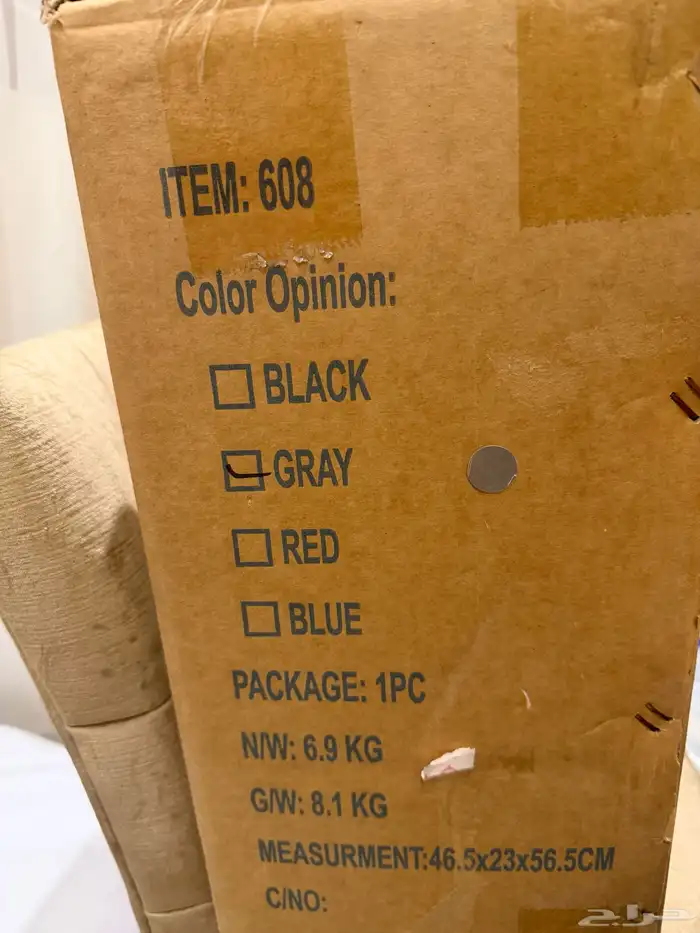 ITEM: 608
Color Opinion:
BLACK
GRAY
RED
BLUE
PACKAGE: 1PC
N/W: 6.9 KG
G/W: 8.1 KG
MEASURMENT:46.5x23x56.5CM
C/NO:
حراج